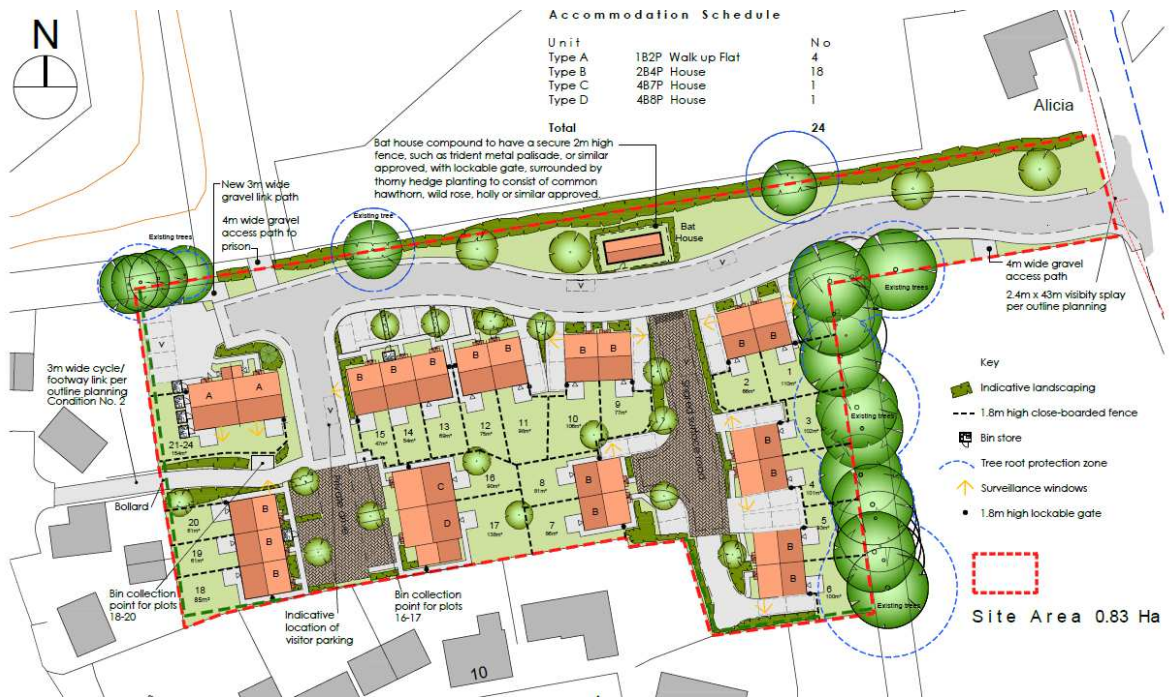 Accommodation Schedule
Unit No
Type A 1B2P Walk up Flat 4
Type B 2B4P House 18
Type C 4B7P House 1
Type D 4B8P House 1
Total 24
N
Alicia
Bat house compound to have a secure 2m high
fence, such as trident metal palisade, or similar
approved, with lockable gate, surrounded by
thorny hedge planting to consist of common
hawthorn, wild rose, holly or similar approved.
New 3m wide
gravel link path
4m wide gravel
access path to
prison
Existing tree
Existing trees
Bat
House
V
V
V
V
Existing trees
4m wide gravel
access path
2.4m x 43m visibity splay
per outline planning
3m wide cycle/
footway link per
outline planning
Condition No. 2
A
A
B
B
B
B
B
B
B
B
B
2
1
3
4
5
6
B
B
B
B
15
14
13
12
11
10
9
16
8
17
7
C
D
B
B
21-24
20
19
18
B
B
B
shared surface road
private drive
Existing trees
Existing trees
Bollard
Bin collection
point for plots
18-20
Indicative
location of
visitor parking
Bin collection
point for plots
16-17
10
Key
Indicative landscaping
1.8m high close-boarded fence
Bin store
Tree root protection zone
Surveillance windows
1.8m high lockable gate
Site Area 0.83 Ha